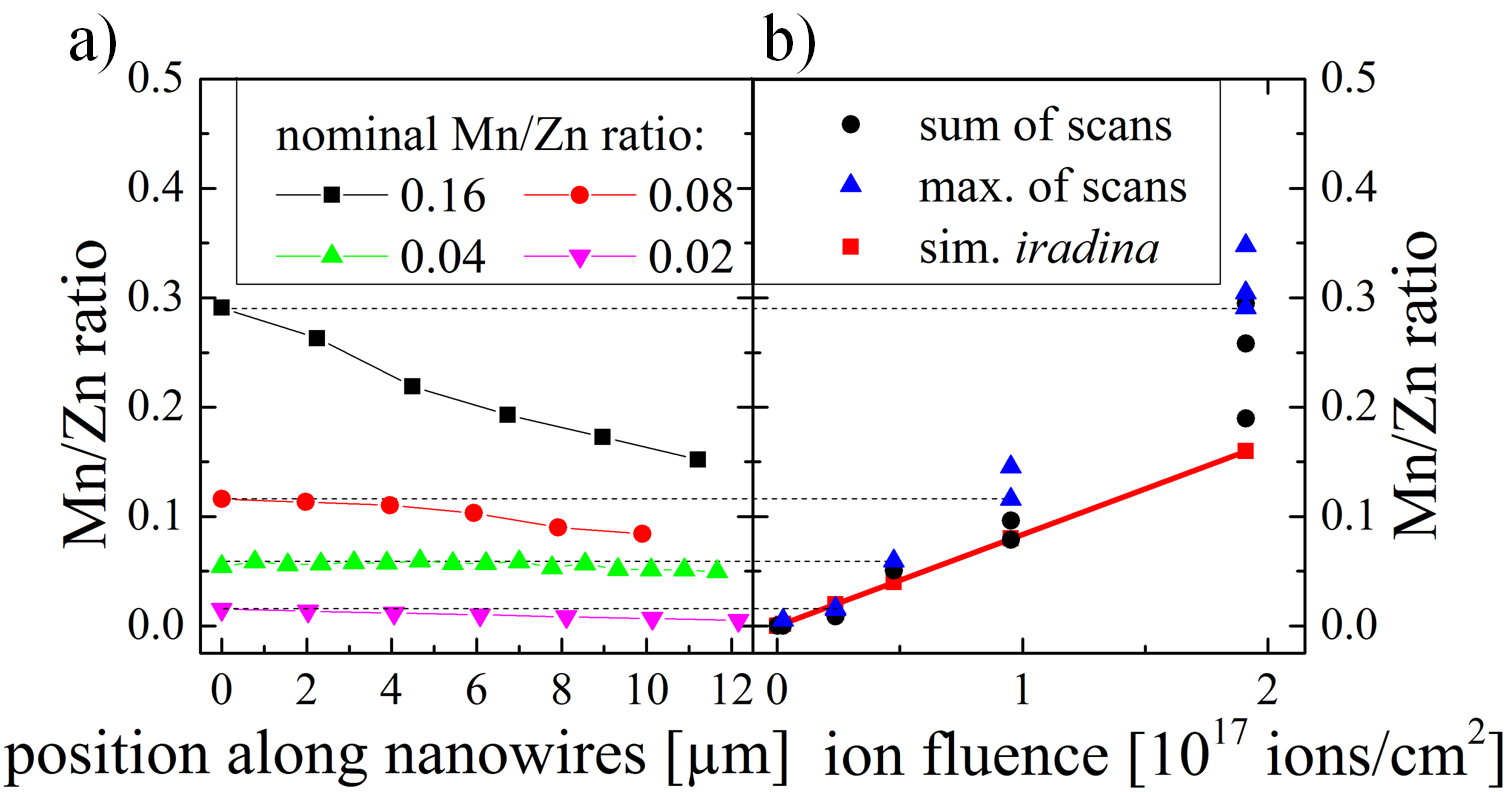 a)
b)
0.5
0.4
0.3
0.2
0.1
0.0
Mn/Zn ratio
nominal Mn/Zn ratio:
0.16 0.08
0.04 0.02
0 2 4 6 8 10 12
position along nanowires [µm]
sum of scans
max. of scans
sim. iradina
0 1 2
ion fluence [10¹⁷ ions/cm²]
0.5
0.4
0.3
0.2
0.1
0.0
Mn/Zn ratio